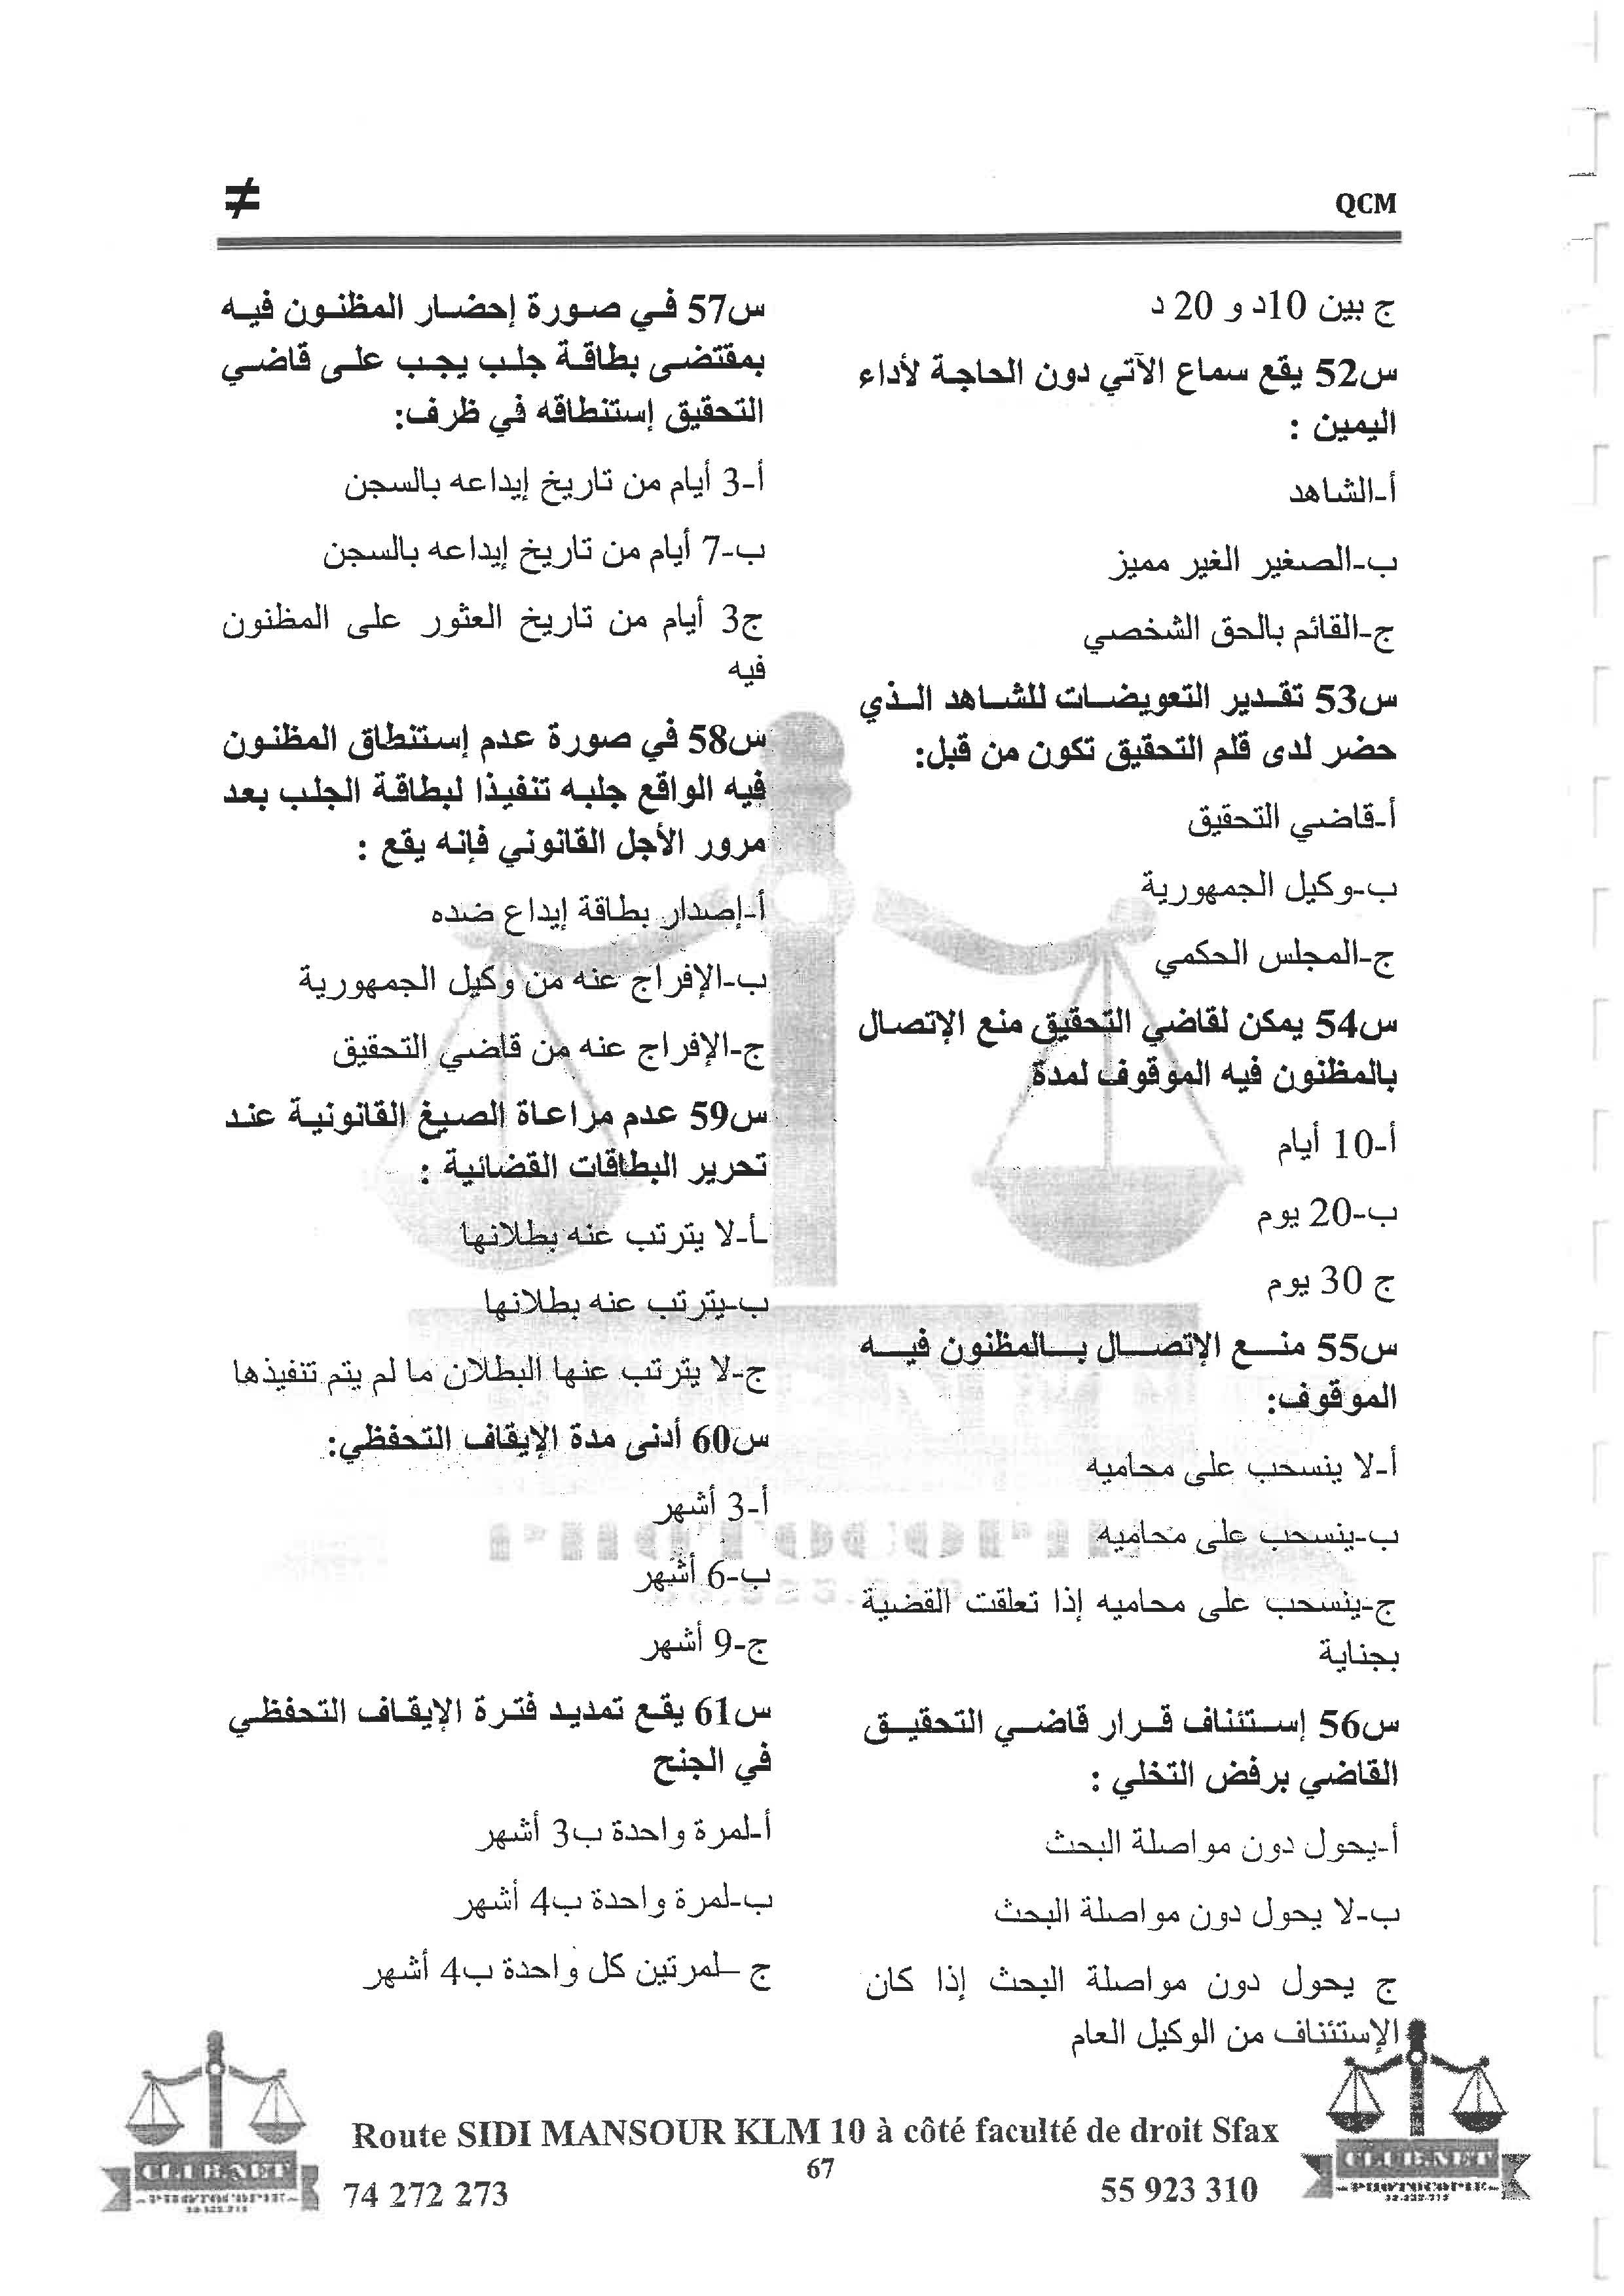 QCM
≠
ج بين 10د و 20 د
س52 يقع سماع الآتي دون الحاجة لأداء
اليمين :
أ-الشاهد
ب-الصغير الغير مميز
ج-القائم بالحق الشخصي
س53 تقدير التعويضات للشاهد الذي
حضر لدى قلم التحقيق تكون من قبل:
أ-قاضي التحقيق
ب-وكيل الجمهورية
ج-المجلس الحكمي
س54 يمكن لقاضي التحقيق منع الإتصال
بالمظنون فيه الموقوف لمدة
أ-10 أيام
ب-20 يوم
ج 30 يوم
س55 منع الإتصال بالمظنون فيه
الموقوف:
أ-لا ينسحب على محاميه
ب-ينسحب على محاميه
ج-ينسحب على محاميه إذا تعلقت القضية
بجناية
س56 إستئناف قرار قاضي التحقيق
القاضي برفض التخلي :
أ-يحول دون مواصلة البحث
ب-لا يحول دون مواصلة البحث
ج يحول دون مواصلة البحث إذا كان
الإستئناف من الوكيل العام
س57 في صورة إحضار المظنون فيه
بمقتضى بطاقة جلب يجب على قاضي
التحقيق إستنطاقه في ظرف:
أ-3 أيام من تاريخ إيداعه بالسجن
ب-7 أيام من تاريخ إيداعه بالسجن
ج3 أيام من تاريخ العثور على المظنون
فيه
س58 في صورة عدم إستنطاق المظنون
فيه الواقع جلبه تنفيذا لبطاقة الجلب بعد
مرور الأجل القانوني فإنه يقع :
أ-إصدار بطاقة إيداع ضده
ب-الإفراج عنه من وكيل الجمهورية
ج-الإفراج عنه من قاضي التحقيق
س59 عدم مراعاة الصيغ القانونية عند
تحرير البطاقات القضائية :
أ-لا يترتب عنه بطلانها
ب-يترتب عنه بطلانها
ج-لا يترتب عنها البطلان ما لم يتم تنفيذها
س60 أدنى مدة الإيقاف التحفظي:
أ-3 أشهر
ب-6 أشهر
ج-9 أشهر
س61 يقع تمديد فترة الإيقاف التحفظي
في الجنح
أ-لمرة واحدة ب3 أشهر
ب-لمرة واحدة ب4 أشهر
ج –لمرتين كل واحدة ب4 أشهر
Route SIDI MANSOUR KLM 10 à côté faculté de droit Sfax
67
74 272 273
55 923 310
CLUB.NET
PHOTOCOPIE
CLUB.NET
PHOTOCOPIE